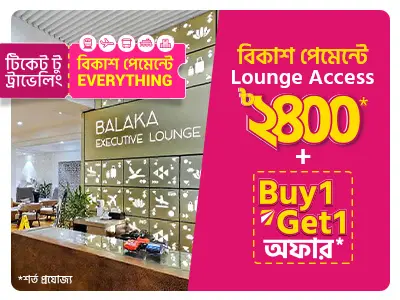 টিকেট টু
ট্রাভেলিং
বিকাশ পেমেন্টে
EVERYTHING
BALAKA
EXECUTIVE LOUNGE
*শর্ত প্রযোজ্য
বিকাশ পেমেন্টে
Lounge Access
৳২৪০০*
+
Buy1
Get1
অফার*